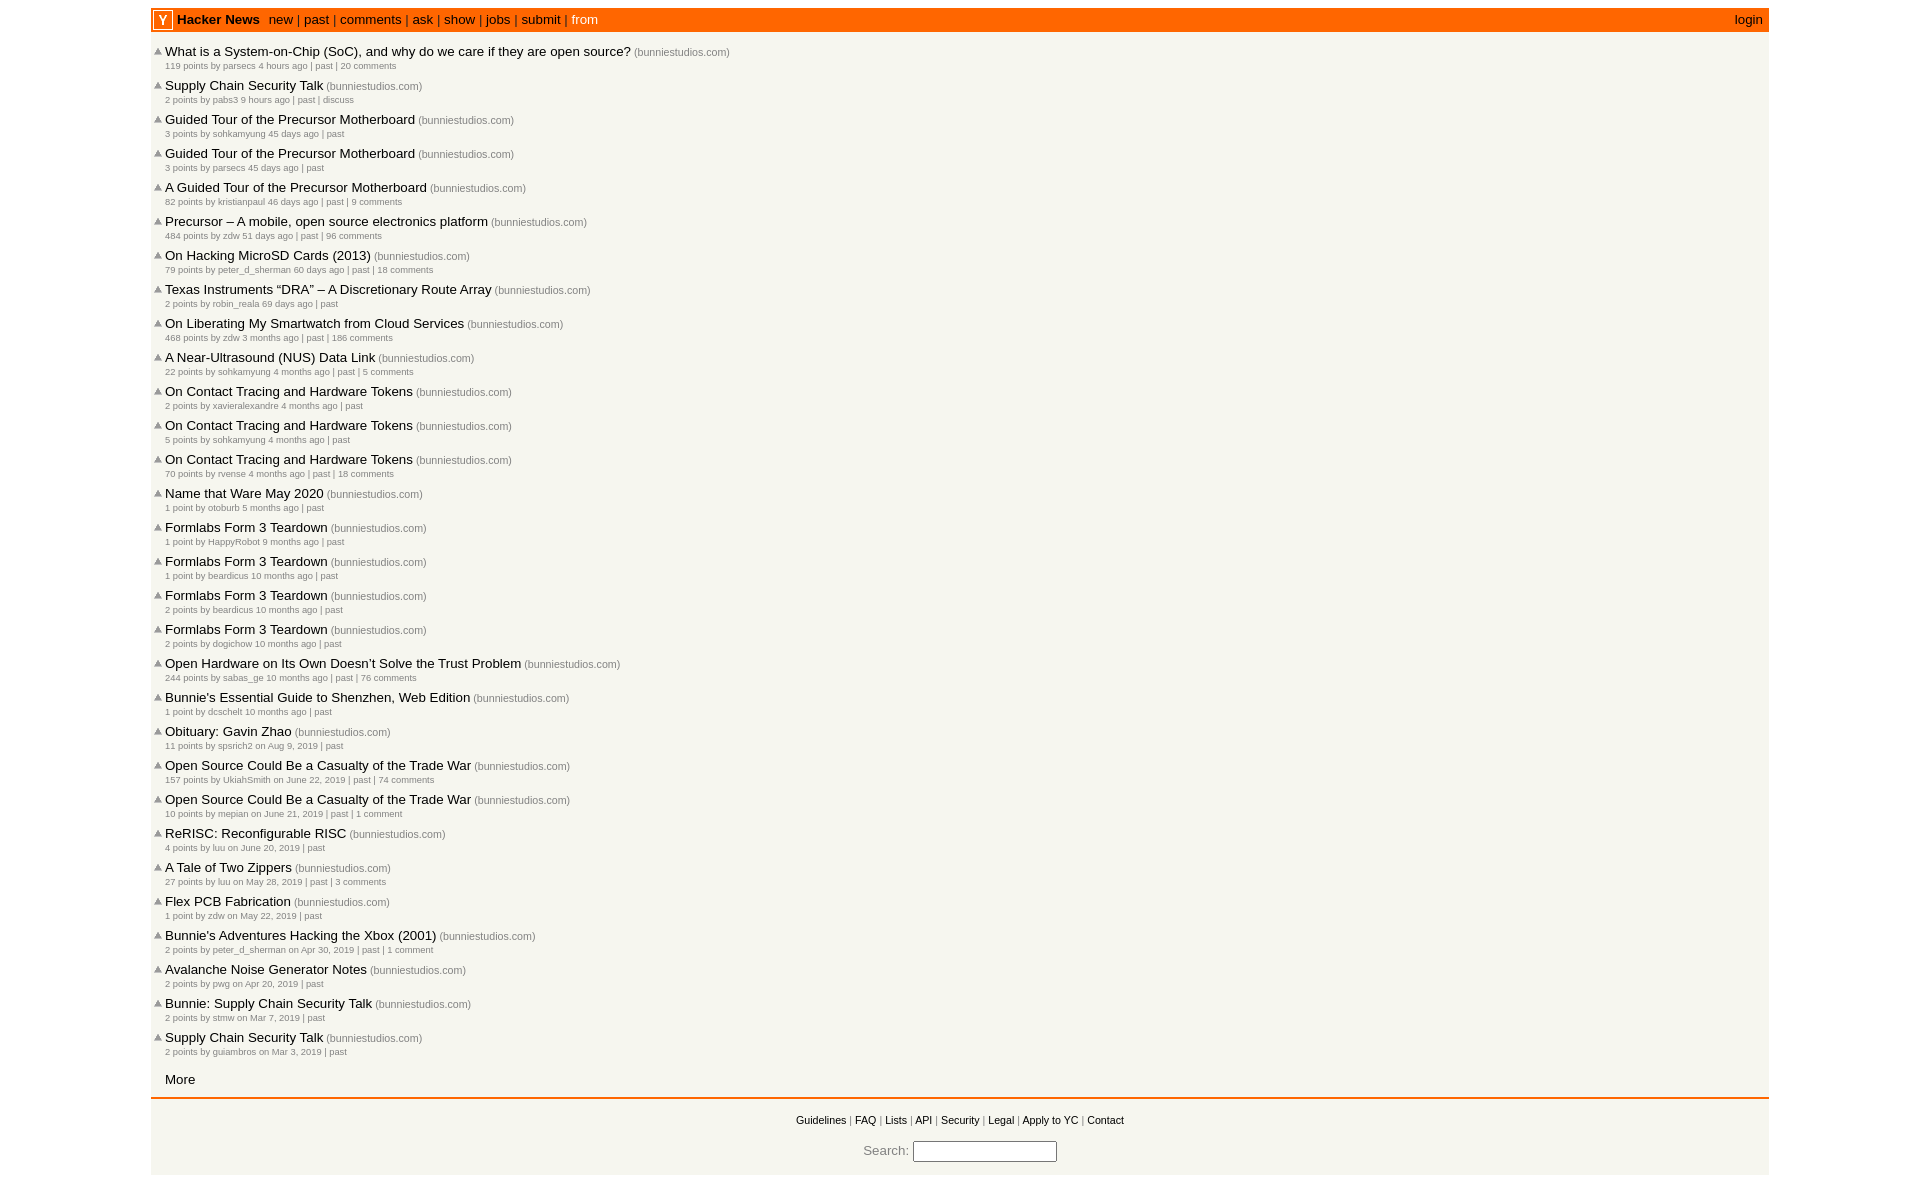 Y Hacker News new | past | comments | ask | show | jobs | submit | from login
What is a System-on-Chip (SoC), and why do we care if they are open source? (bunniestudios.com)
119 points by parsecs 4 hours ago | past | 20 comments
Supply Chain Security Talk (bunniestudios.com)
2 points by pabs3 9 hours ago | past | discuss
Guided Tour of the Precursor Motherboard (bunniestudios.com)
3 points by sohkamyung 45 days ago | past
Guided Tour of the Precursor Motherboard (bunniestudios.com)
3 points by parsecs 45 days ago | past
A Guided Tour of the Precursor Motherboard (bunniestudios.com)
82 points by kristianpaul 46 days ago | past | 9 comments
Precursor – A mobile, open source electronics platform (bunniestudios.com)
484 points by zdw 51 days ago | past | 96 comments
On Hacking MicroSD Cards (2013) (bunniestudios.com)
79 points by peter_d_sherman 60 days ago | past | 18 comments
Texas Instruments “DRA” – A Discretionary Route Array (bunniestudios.com)
2 points by robin_reala 69 days ago | past
On Liberating My Smartwatch from Cloud Services (bunniestudios.com)
468 points by zdw 3 months ago | past | 186 comments
A Near-Ultrasound (NUS) Data Link (bunniestudios.com)
22 points by sohkamyung 4 months ago | past | 5 comments
On Contact Tracing and Hardware Tokens (bunniestudios.com)
2 points by xavieralexandre 4 months ago | past
On Contact Tracing and Hardware Tokens (bunniestudios.com)
5 points by sohkamyung 4 months ago | past
On Contact Tracing and Hardware Tokens (bunniestudios.com)
70 points by rvense 4 months ago | past | 18 comments
Name that Ware May 2020 (bunniestudios.com)
1 point by otoburb 5 months ago | past
Formlabs Form 3 Teardown (bunniestudios.com)
1 point by HappyRobot 9 months ago | past
Formlabs Form 3 Teardown (bunniestudios.com)
1 point by beardicus 10 months ago | past
Formlabs Form 3 Teardown (bunniestudios.com)
2 points by beardicus 10 months ago | past
Formlabs Form 3 Teardown (bunniestudios.com)
2 points by dogichow 10 months ago | past
Open Hardware on Its Own Doesn’t Solve the Trust Problem (bunniestudios.com)
244 points by sabas_ge 10 months ago | past | 76 comments
Bunnie's Essential Guide to Shenzhen, Web Edition (bunniestudios.com)
1 point by dcschelt 10 months ago | past
Obituary: Gavin Zhao (bunniestudios.com)
11 points by spsrich2 on Aug 9, 2019 | past
Open Source Could Be a Casualty of the Trade War (bunniestudios.com)
157 points by UkiahSmith on June 22, 2019 | past | 74 comments
Open Source Could Be a Casualty of the Trade War (bunniestudios.com)
10 points by mepian on June 21, 2019 | past | 1 comment
ReRISC: Reconfigurable RISC (bunniestudios.com)
4 points by luu on June 20, 2019 | past
A Tale of Two Zippers (bunniestudios.com)
27 points by luu on May 28, 2019 | past | 3 comments
Flex PCB Fabrication (bunniestudios.com)
1 point by zdw on May 22, 2019 | past
Bunnie's Adventures Hacking the Xbox (2001) (bunniestudios.com)
2 points by peter_d_sherman on Apr 30, 2019 | past | 1 comment
Avalanche Noise Generator Notes (bunniestudios.com)
2 points by pwg on Apr 20, 2019 | past
Bunnie: Supply Chain Security Talk (bunniestudios.com)
2 points by stmw on Mar 7, 2019 | past
Supply Chain Security Talk (bunniestudios.com)
2 points by guiambros on Mar 3, 2019 | past
More
Guidelines | FAQ | Lists | API | Security | Legal | Apply to YC | Contact
Search: